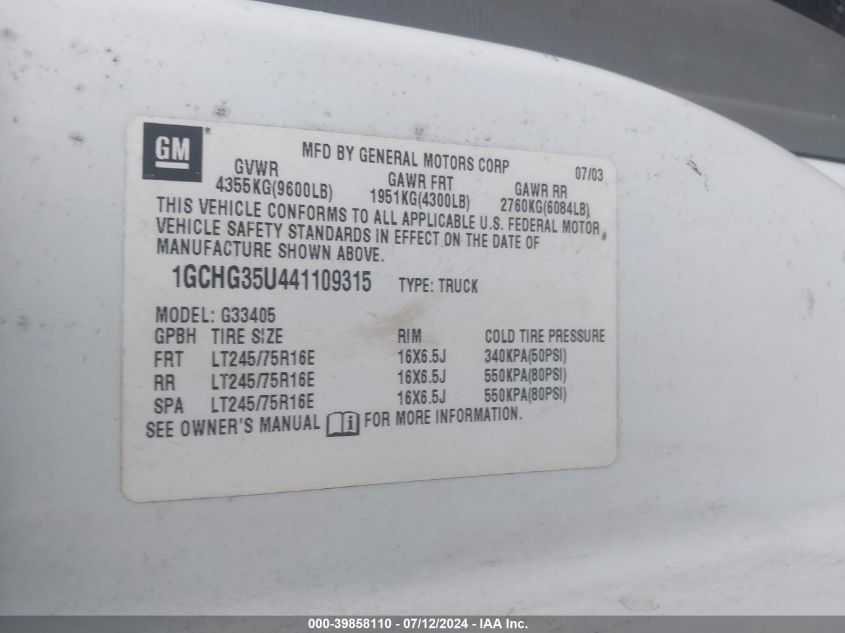 GM ®
MFD BY GENERAL MOTORS CORP 07/03
GVWR GAWR FRT GAWR RR
4355KG(9600LB) 1951KG(4300LB) 2760KG(6084LB)
THIS VEHICLE CONFORMS TO ALL APPLICABLE U.S. FEDERAL MOTOR
VEHICLE SAFETY STANDARDS IN EFFECT ON THE DATE OF
MANUFACTURE SHOWN ABOVE.
1GCHG35U441109315 TYPE: TRUCK
MODEL: G33405
GPBH TIRE SIZE RIM COLD TIRE PRESSURE
FRT LT245/75R16E 16X6.5J 340KPA(50PSI)
RR LT245/75R16E 16X6.5J 550KPA(80PSI)
SPA LT245/75R16E 16X6.5J 550KPA(80PSI)
SEE OWNER'S MANUAL i FOR MORE INFORMATION.
000-39858110 - 07/12/2024 - IAA Inc.